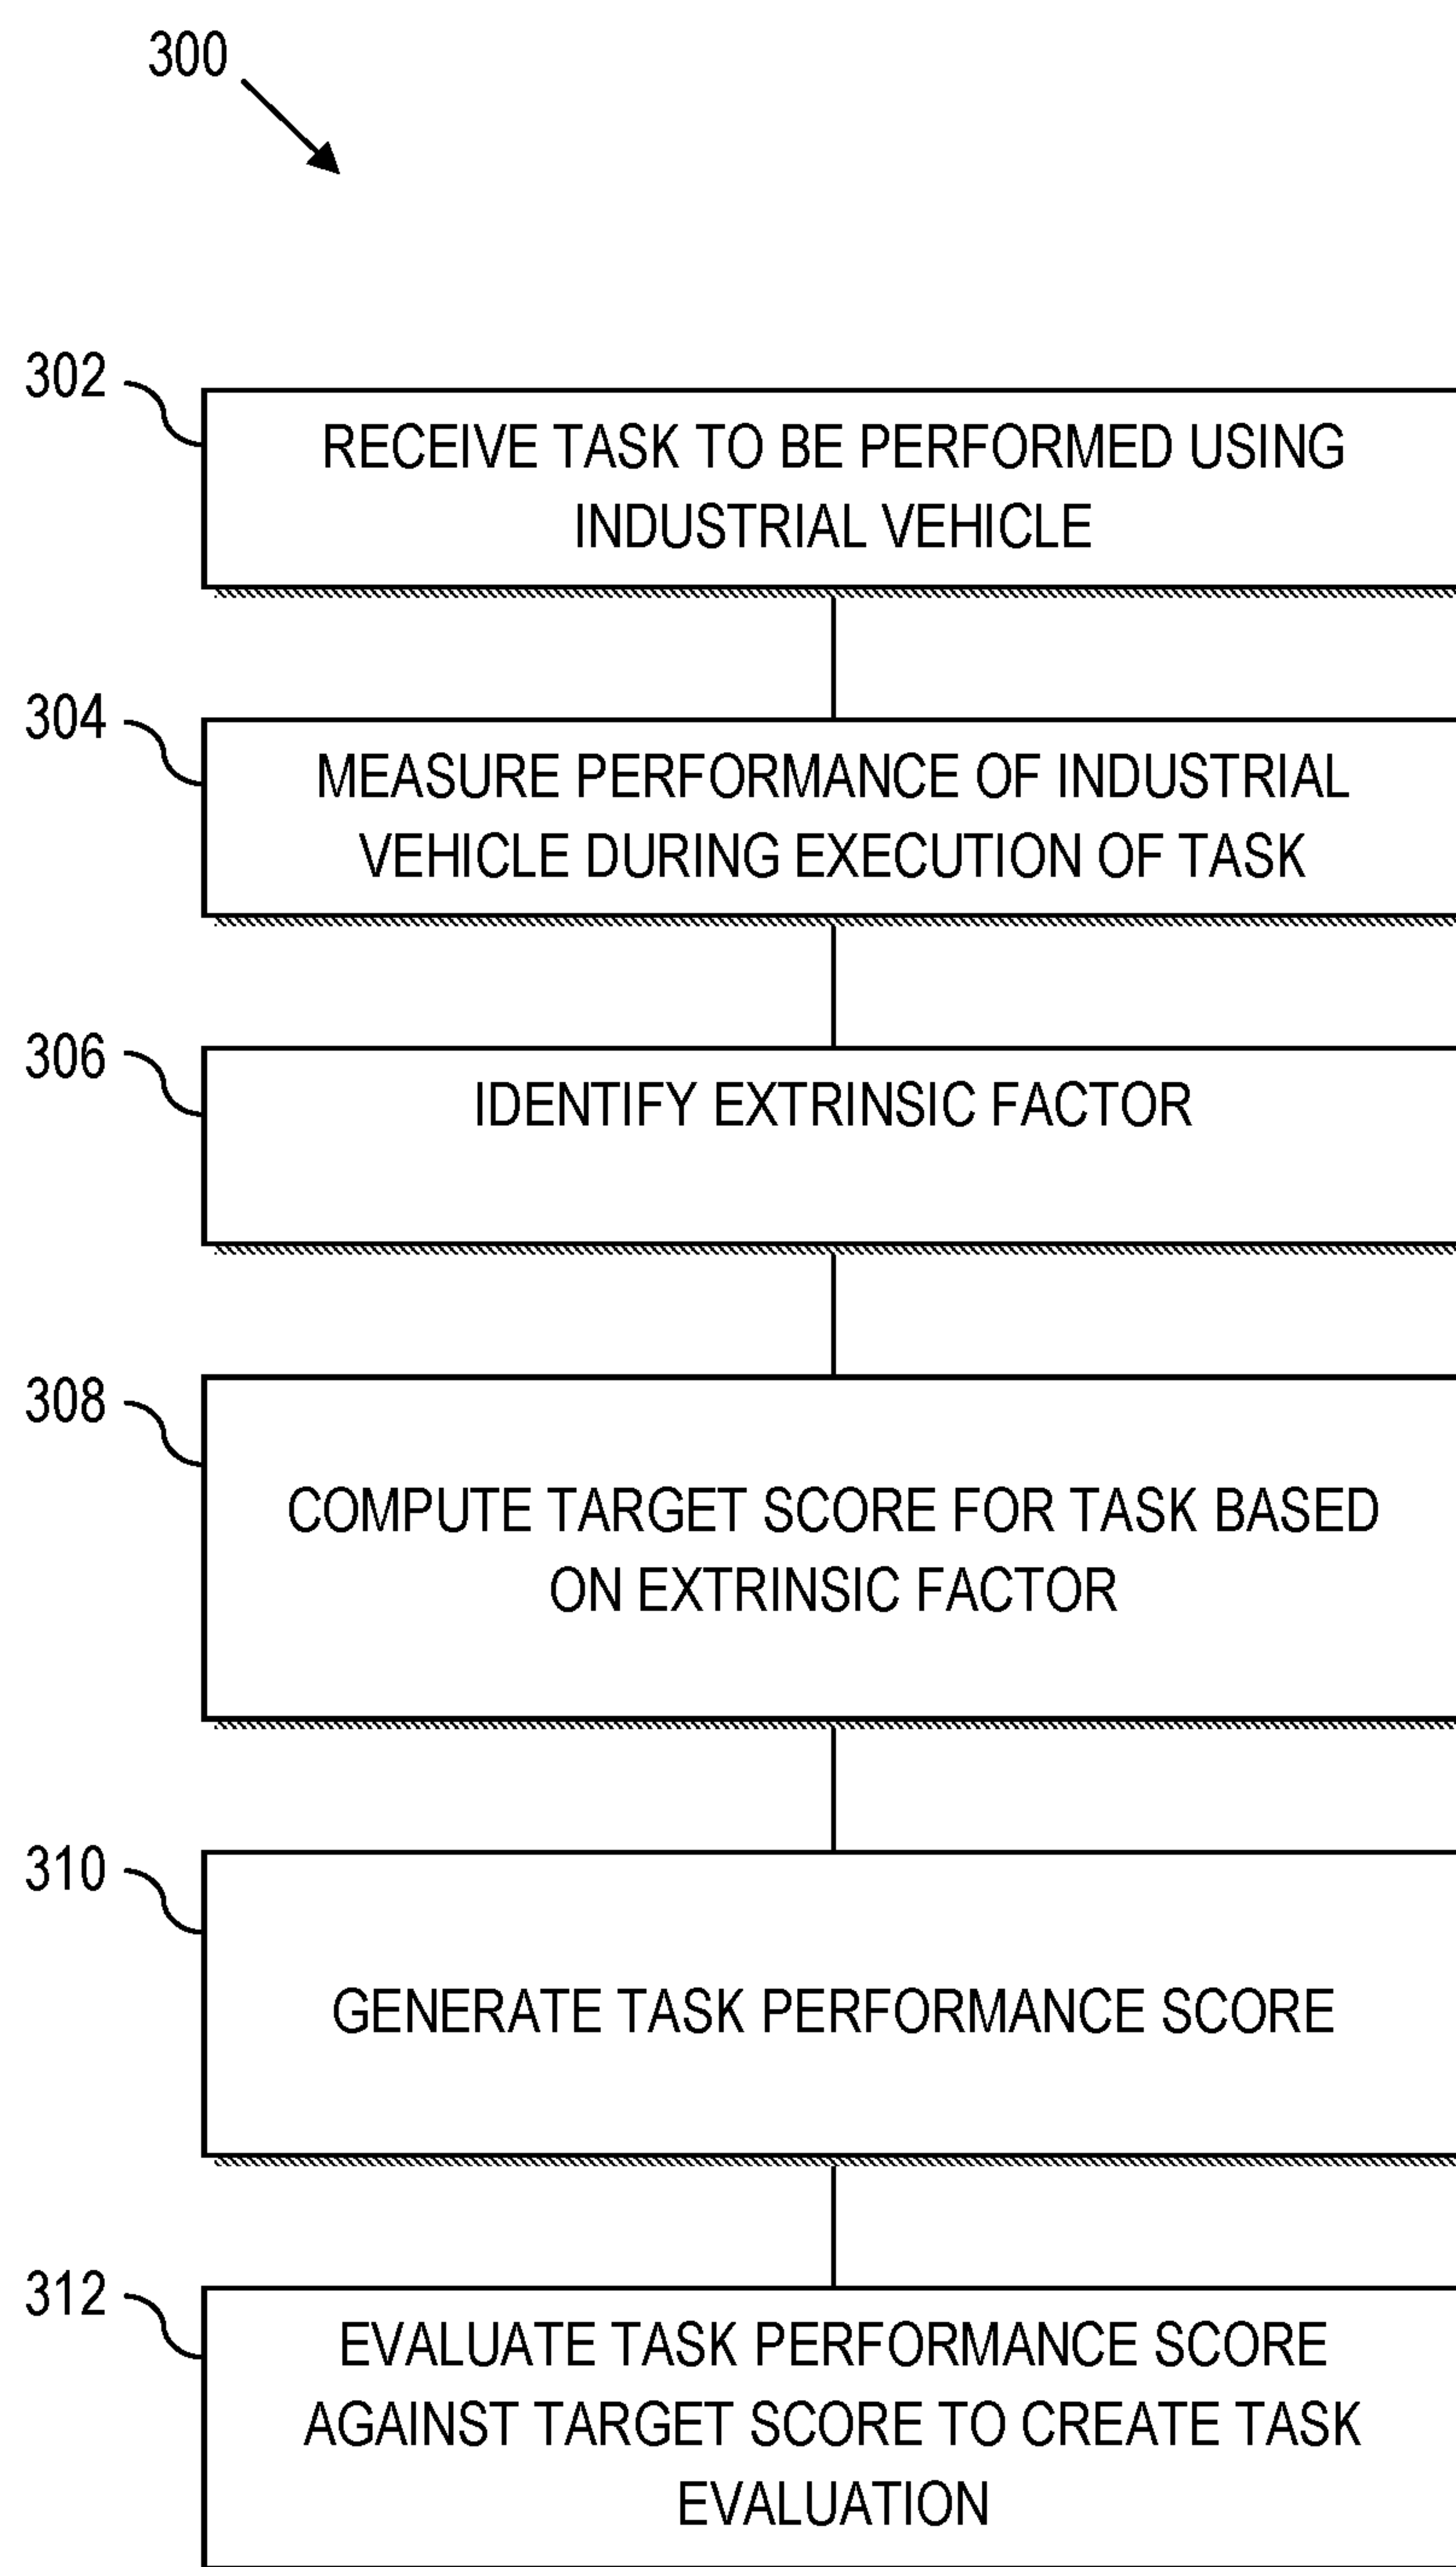 300
302
RECEIVE TASK TO BE PERFORMED USING
INDUSTRIAL VEHICLE
304
MEASURE PERFORMANCE OF INDUSTRIAL
VEHICLE DURING EXECUTION OF TASK
306
IDENTIFY EXTRINSIC FACTOR
308
COMPUTE TARGET SCORE FOR TASK BASED
ON EXTRINSIC FACTOR
310
GENERATE TASK PERFORMANCE SCORE
312
EVALUATE TASK PERFORMANCE SCORE
AGAINST TARGET SCORE TO CREATE TASK
EVALUATION